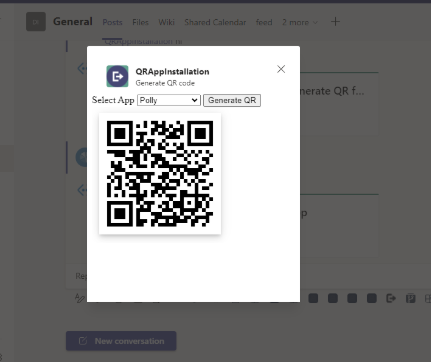 General Posts Files Wiki Shared Calendar feed 2 more
QRAppInstallation
Generate QR code
nerate QR f...
Select App Polly Generate QR
New conversation